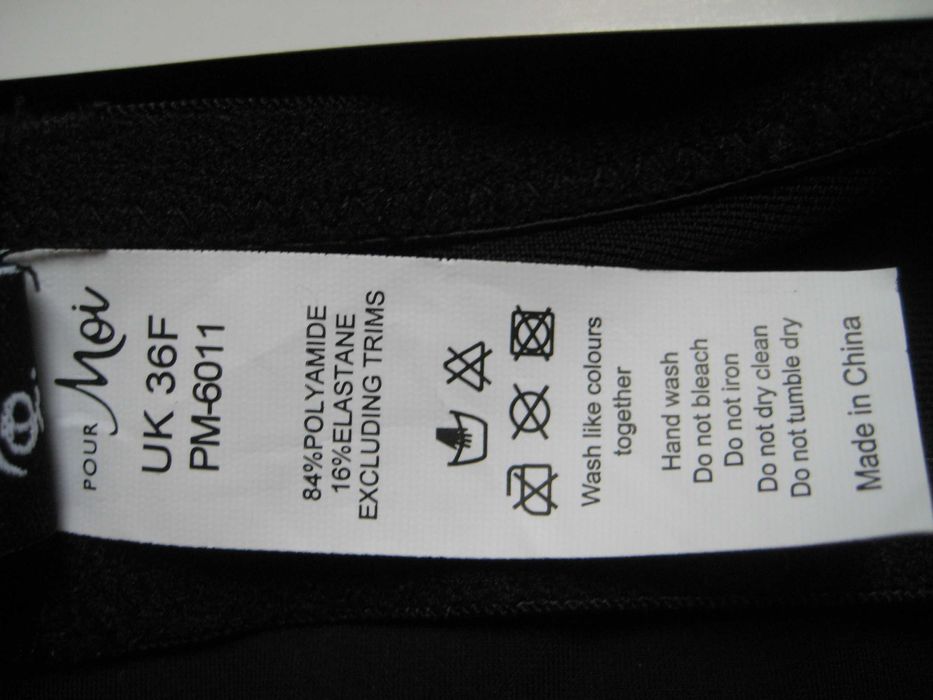 POUR Moi
UK 36F
PM-6011
84%POLYAMIDE
16%ELASTANE
EXCLUDING TRIMS
Wash like colours
together
Hand wash
Do not bleach
Do not iron
Do not dry clean
Do not tumble dry
Made in China